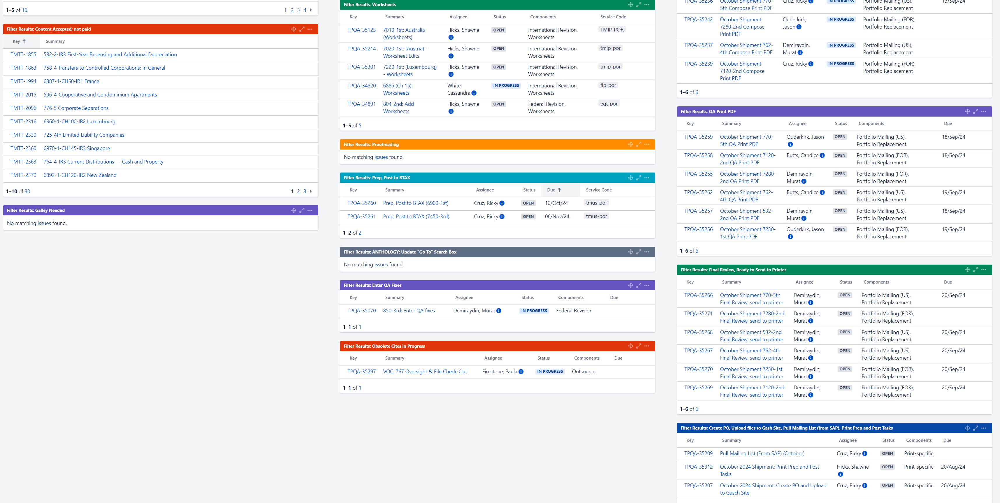 1–5 of 16
1 2 3 4
Filter Results: Content Accepted; not paid
Key Summary
TMTT-1855 532-2-IR3 First-Year Expensing and Additional Depreciation
TMTT-1863 758-4 Transfers to Controlled Corporations: In General
TMTT-1994 6887-1-CH50-IR1 France
TMTT-2015 596-4-Cooperative and Condominium Apartments
TMTT-2096 776-5 Corporate Separations
TMTT-2316 6960-1-CH100-IR2 Luxembourg
TMTT-2330 725-4th Limited Liability Companies
TMTT-2360 6970-1-CH145-IR3 Singapore
TMTT-2363 764-4-IR3 Current Distributions — Cash and Property
TMTT-2370 6892-1-CH120-IR2 New Zealand
1–10 of 30
1 2 3
Filter Results: Galley Needed
No matching issues found.
Filter Results: Worksheets
Key Summary Assignee Status Components Service Code
TPQA-35123 7010-1st: Australia Hicks, Shawne OPEN International Revision, TMIP-POR
(Worksheets) Worksheets
TPQA-35214 7020-1st: (Austria) - Hicks, Shawne OPEN International Revision, tmip-por
Worksheet Edits Worksheets
TPQA-35301 7220-1st: (Luxembourg) Hicks, Shawne OPEN International Revision, tmip-por
- Worksheets Worksheets
TPQA-34820 6885 (Ch 15): White, IN PROGRESS International Revision, fip-por
Worksheets Cassandra Worksheets
TPQA-34891 804-2nd: Add Hicks, Shawne OPEN Federal Revision, eqt-por
Worksheets Worksheets
1–5 of 5
Filter Results: Proofreading
No matching issues found.
Filter Results: Prep, Post to BTAX
Key Summary Assignee Status Due Service Code
TPQA-35260 Prep, Post to BTAX (6900-1st) Cruz, Ricky OPEN 10/Oct/24 tmus-por
TPQA-35261 Prep, Post to BTAX (7450-3rd) Cruz, Ricky OPEN 06/Nov/24 tmus-por
1–2 of 2
Filter Results: ANTHOLOGY: Update "Go To" Search Box
No matching issues found.
Filter Results: Enter QA Fixes
Key Summary Assignee Status Components Due
TPQA-35070 850-3rd: Enter QA fixes Demiraydin, Murat IN PROGRESS Federal Revision
1–1 of 1
Filter Results: Obsolete Cites in Progress
Key Summary Assignee Status Components Due
TPQA-35297 VOC: 767 Oversight & File Check-Out Firestone, Paula IN PROGRESS Outsource
1–1 of 1
TPQA-35236 October Shipment 770- Cruz, Ricky IN PROGRESS Portfolio Mailing (US), 13/Sep/24
5th Compose Print PDF Portfolio Replacement
TPQA-35242 October Shipment Ouderkirk, IN PROGRESS Portfolio Mailing (FOR),
7280-2nd Compose Jason Portfolio Replacement
Print PDF
TPQA-35237 October Shipment 762- Demiraydin, IN PROGRESS Portfolio Mailing (US),
4th Compose Print PDF Murat Portfolio Replacement
TPQA-35239 October Shipment Cruz, Ricky IN PROGRESS Portfolio Mailing (FOR),
7120-2nd Compose Portfolio Replacement
Print PDF
1–6 of 6
Filter Results: QA Print PDF
Key Summary Assignee Status Components Due
TPQA-35259 October Shipment 770- Ouderkirk, Jason OPEN Portfolio Mailing (US), 18/Sep/24
5th QA Print PDF Portfolio Replacement
TPQA-35258 October Shipment 7120- Butts, Candice OPEN Portfolio Mailing (FOR), 18/Sep/24
2nd QA Print PDF Portfolio Replacement
TPQA-35255 October Shipment 7280- Demiraydin, OPEN Portfolio Mailing (FOR),
2nd QA Print PDF Murat Portfolio Replacement
TPQA-35262 October Shipment 762- Butts, Candice OPEN Portfolio Mailing (US), 19/Sep/24
4th QA Print PDF Portfolio Replacement
TPQA-35257 October Shipment 532- Demiraydin, OPEN Portfolio Mailing (US), 18/Sep/24
2nd QA Print PDF Murat Portfolio Replacement
TPQA-35256 October Shipment 7230- Ouderkirk, Jason OPEN Portfolio Mailing (FOR), 19/Sep/24
1st QA Print PDF Portfolio Replacement
1–6 of 6
Filter Results: Final Review, Ready to Send to Printer
Key Summary Assignee Status Components Due
TPQA-35266 October Shipment 770-5th Demiraydin, OPEN Portfolio Mailing (US), 20/Sep/24
Final Review, send to printer Murat Portfolio Replacement
TPQA-35271 October Shipment 7280-2nd Demiraydin, OPEN Portfolio Mailing (FOR),
Final Review, send to printer Murat Portfolio Replacement
TPQA-35268 October Shipment 532-2nd Demiraydin, OPEN Portfolio Mailing (US), 20/Sep/24
Final Review, send to printer Murat Portfolio Replacement
TPQA-35267 October Shipment 762-4th Demiraydin, OPEN Portfolio Mailing (US), 20/Sep/24
Final Review, send to printer Murat Portfolio Replacement
TPQA-35270 October Shipment 7230-1st Demiraydin, OPEN Portfolio Mailing (FOR), 20/Sep/24
Final Review, send to printer Murat Portfolio Replacement
TPQA-35269 October Shipment 7120-2nd Demiraydin, OPEN Portfolio Mailing (FOR), 20/Sep/24
Final Review, send to printer Murat Portfolio Replacement
1–6 of 6
Filter Results: Create PO, Upload files to Gash Site, Pull Mailing List (from SAP), Print Prep and Post Tasks
Key Summary Assignee Status Components Due
TPQA-35209 Pull Mailing List (From SAP) (October) Cruz, Ricky OPEN Print-specific
TPQA-35312 October 2024 Shipment: Print Prep and Post Hicks, Shawne OPEN Print-specific 20/Aug/24
Tasks
TPQA-35207 October 2024 Shipment: Create PO and Upload Cruz, Ricky OPEN Print-specific 20/Aug/24
to Gasch Site